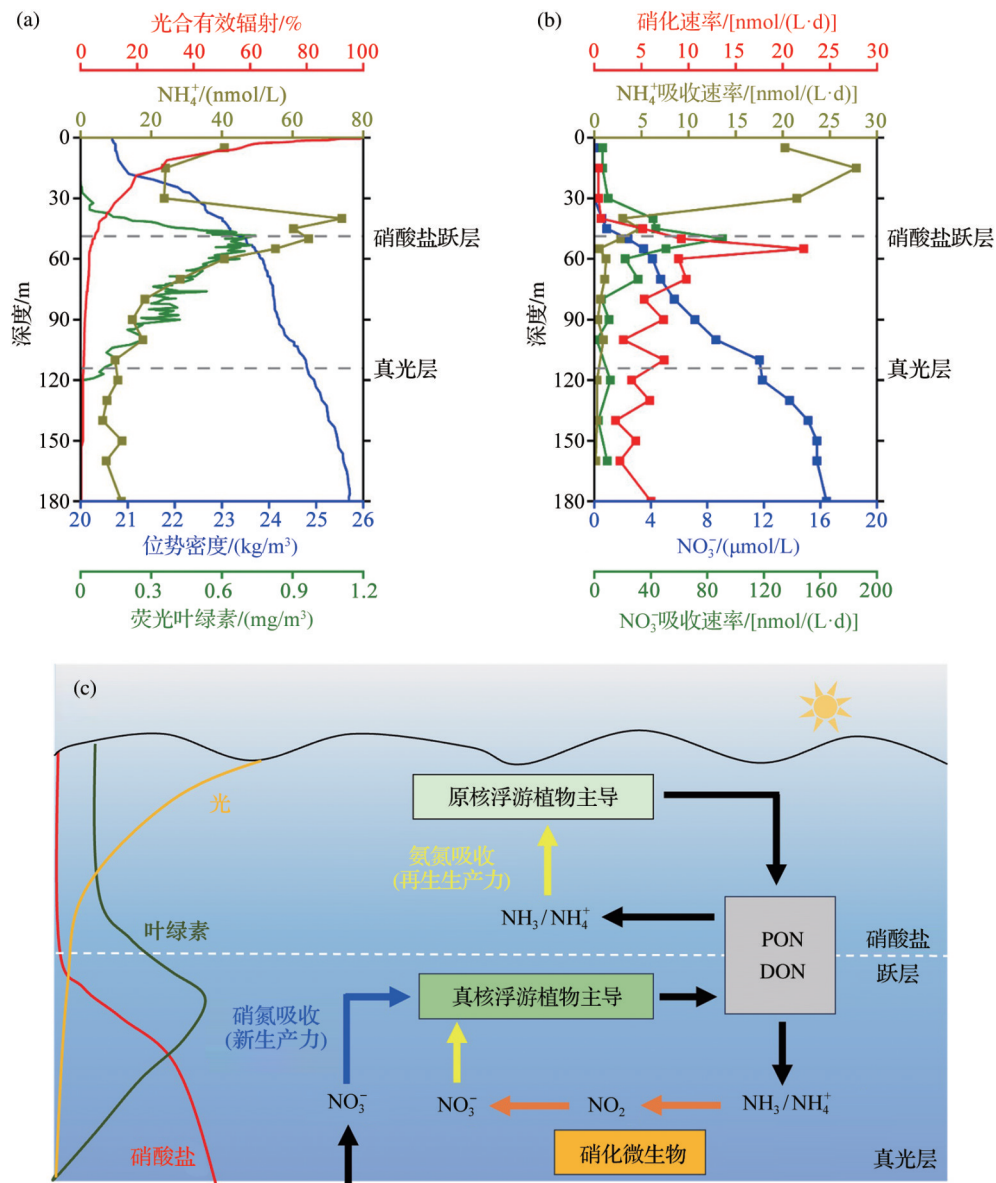 (a)
光合有效辐射/%
0 20 40 60 80 100
NH₄⁺/(nmol/L)
0 20 40 60 80
0
30
60
90
120
150
180
深度/m
硝酸盐跃层
真光层
20 21 22 23 24 25 26
位势密度/(kg/m³)
0 0.3 0.6 0.9 1.2
荧光叶绿素/(mg/m³)
(b)
硝化速率/[nmol/(L·d)]
0 5 10 15 20 25 30
NH₄⁺吸收速率/[nmol/(L·d)]
0 5 10 15 20 25 30
0
30
60
90
120
150
180
深度/m
硝酸盐跃层
真光层
0 4 8 12 16 20
NO₃⁻/(μmol/L)
0 40 80 120 160 200
NO₃⁻吸收速率/[nmol/(L·d)]
(c)
光
原核浮游植物主导
氨氮吸收
(再生生产力)
NH₃/NH₄⁺
叶绿素
PON
DON
硝酸盐
跃层
硝氮吸收
(新生产力)
真核浮游植物主导
NO₃⁻
NO₃⁻
NO₂
NH₃/NH₄⁺
硝酸盐
硝化微生物
真光层